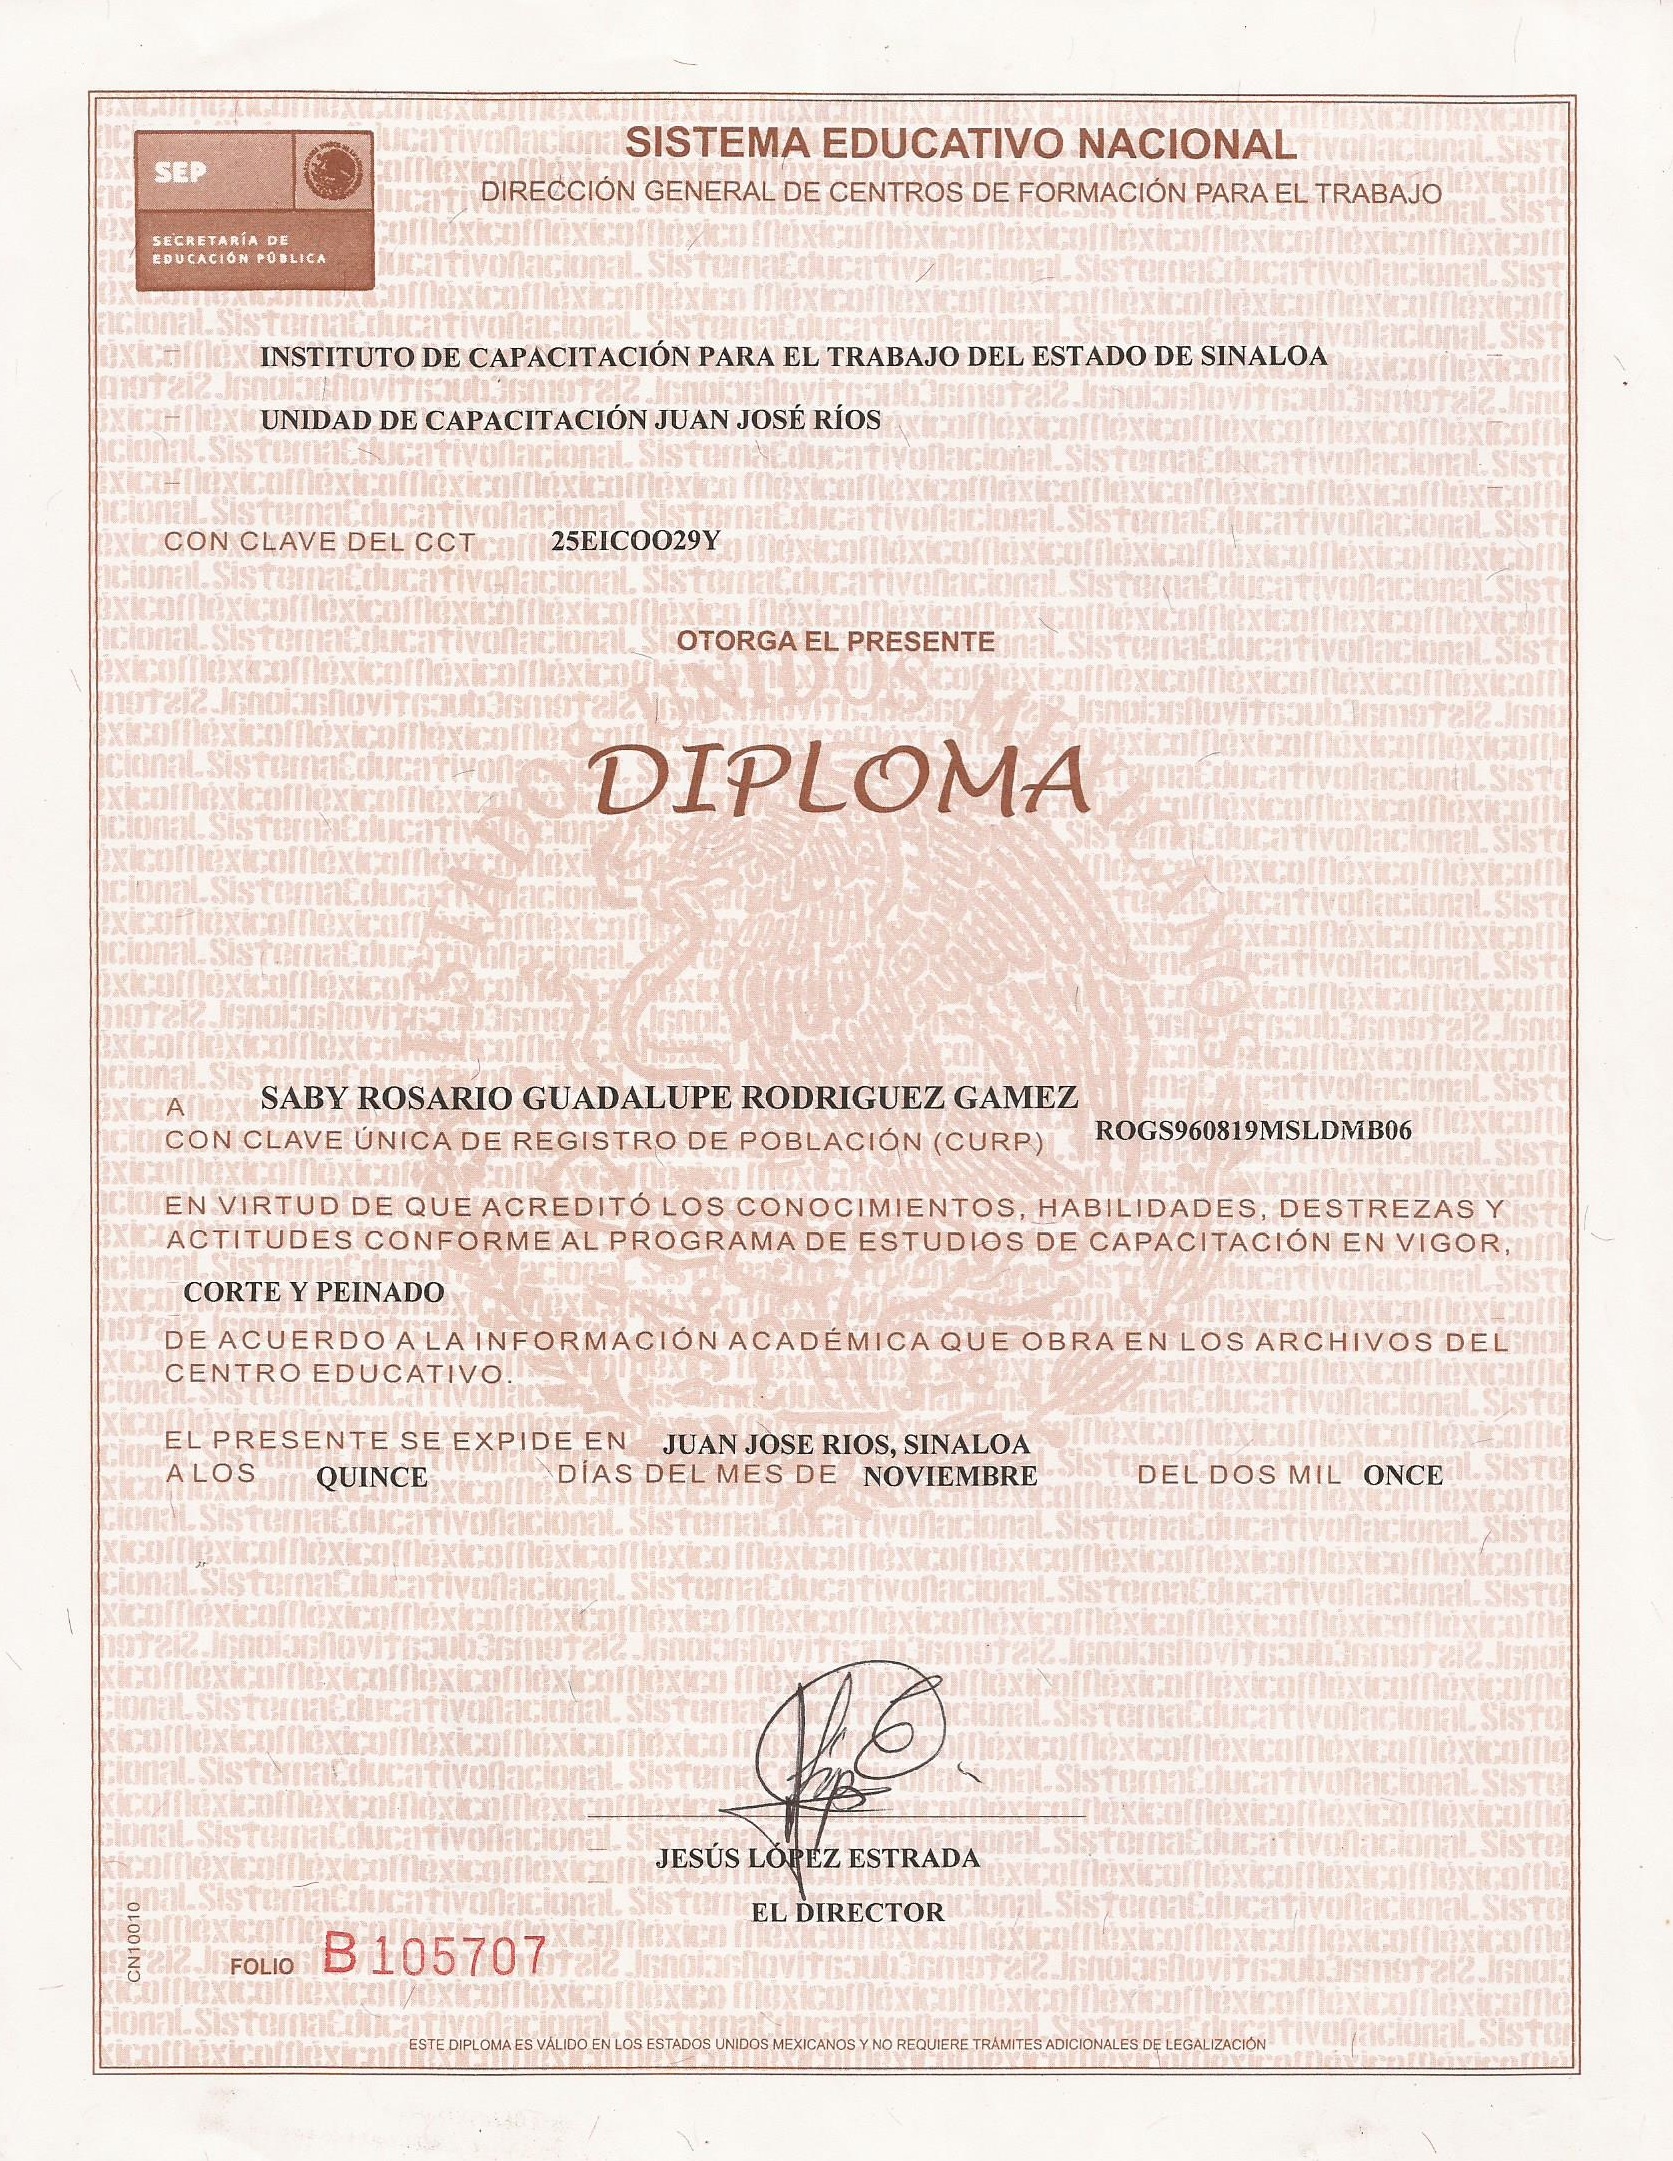 SEP
SECRETARÍA DE
EDUCACIÓN PÚBLICA
SISTEMA EDUCATIVO NACIONAL
DIRECCIÓN GENERAL DE CENTROS DE FORMACIÓN PARA EL TRABAJO
INSTITUTO DE CAPACITACIÓN PARA EL TRABAJO DEL ESTADO DE SINALOA
UNIDAD DE CAPACITACIÓN JUAN JOSÉ RÍOS
CON CLAVE DEL CCT 25EICOO29Y
OTORGA EL PRESENTE
ESTADOS UNIDOS MEXICANOS
DIPLOMA
A SABY ROSARIO GUADALUPE RODRIGUEZ GAMEZ
CON CLAVE ÚNICA DE REGISTRO DE POBLACIÓN (CURP) ROGS960819MSLDMB06
EN VIRTUD DE QUE ACREDITÓ LOS CONOCIMIENTOS, HABILIDADES, DESTREZAS Y
ACTITUDES CONFORME AL PROGRAMA DE ESTUDIOS DE CAPACITACIÓN EN VIGOR,
CORTE Y PEINADO
DE ACUERDO A LA INFORMACIÓN ACADÉMICA QUE OBRA EN LOS ARCHIVOS DEL
CENTRO EDUCATIVO.
EL PRESENTE SE EXPIDE EN JUAN JOSE RIOS, SINALOA
A LOS QUINCE DÍAS DEL MES DE NOVIEMBRE DEL DOS MIL ONCE
JESÚS LÓPEZ ESTRADA
EL DIRECTOR
CN10010
FOLIO B 105707
ESTE DIPLOMA ES VÁLIDO EN LOS ESTADOS UNIDOS MEXICANOS Y NO REQUIERE TRÁMITES ADICIONALES DE LEGALIZACIÓN